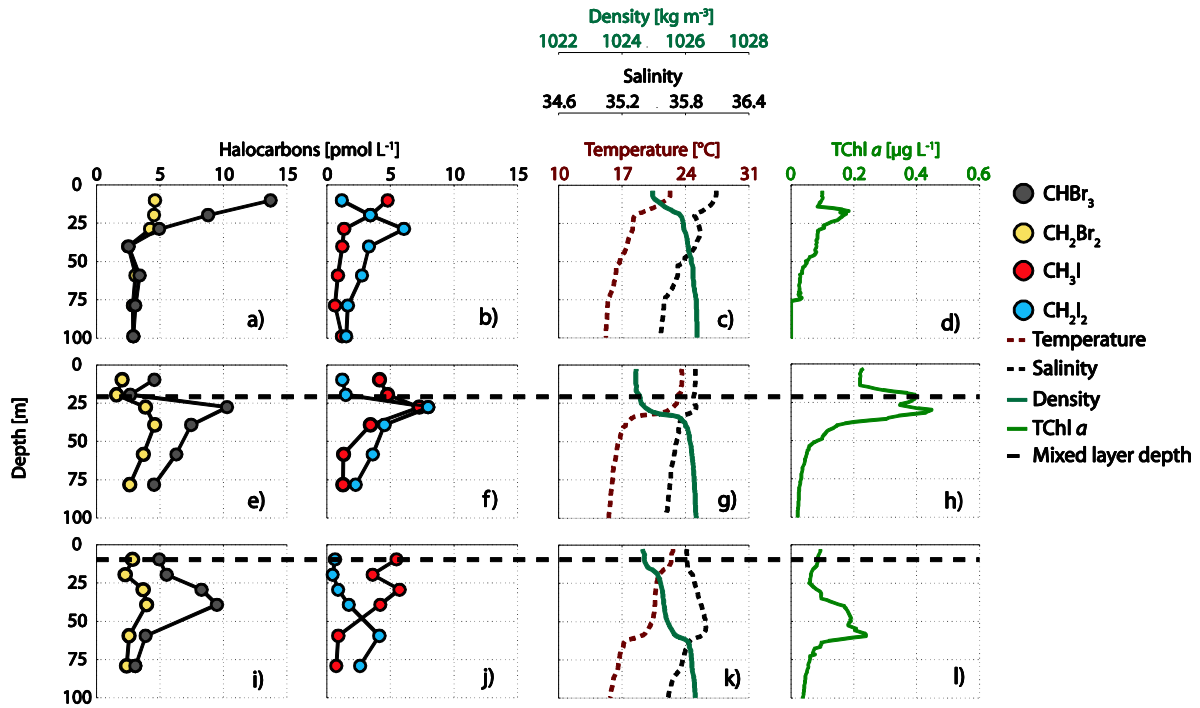 Density [kg m⁻³]
1022 1024 1026 1028
Salinity
34.6 35.2 35.8 36.4
Halocarbons [pmol L⁻¹] Temperature [°C] TChl a [µg L⁻¹]
0 5 10 15 0 5 10 15 10 17 24 31 0 0.2 0.4 0.6
0
25
50
75
100
a) b) c) d)
CHBr₃
CH₂Br₂
CH₃I
CH₂I₂
Temperature
Salinity
Density
TChl a
Mixed layer depth
Depth [m]
0
25
50
75
100
e) f) g) h)
0
25
50
75
100
i) j) k) l)